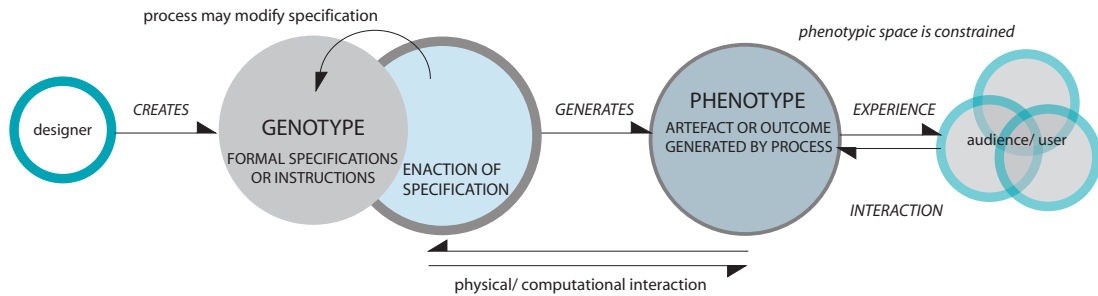 process may modify specification
phenotypic space is constrained
designer
CREATES
GENOTYPE
FORMAL SPECIFICATIONS
OR INSTRUCTIONS
ENACTION OF
SPECIFICATION
GENERATES
PHENOTYPE
ARTEFACT OR OUTCOME
GENERATED BY PROCESS
EXPERIENCE
audience/ user
INTERACTION
physical/ computational interaction